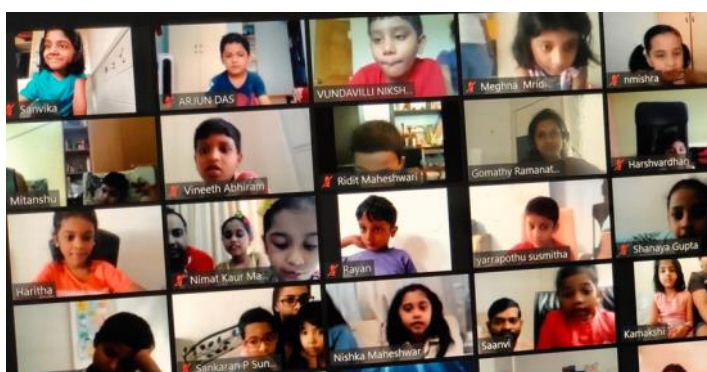 Sanvika
ARJUN DAS
VUNDAVILLI NIKSH...
Meghna Mridi...
nmishra
Mitanshu
Vineeth Abhiram
Ridit Maheshwari
Gomathy Ramanat...
Harshvardhan
Haritha
Nimat Kaur Ma...
Rayan
yarrapothu susmitha
Shanaya Gupta
Sankaran P Sun...
Nishka Maheshwari
Saanvi
Kamakshi